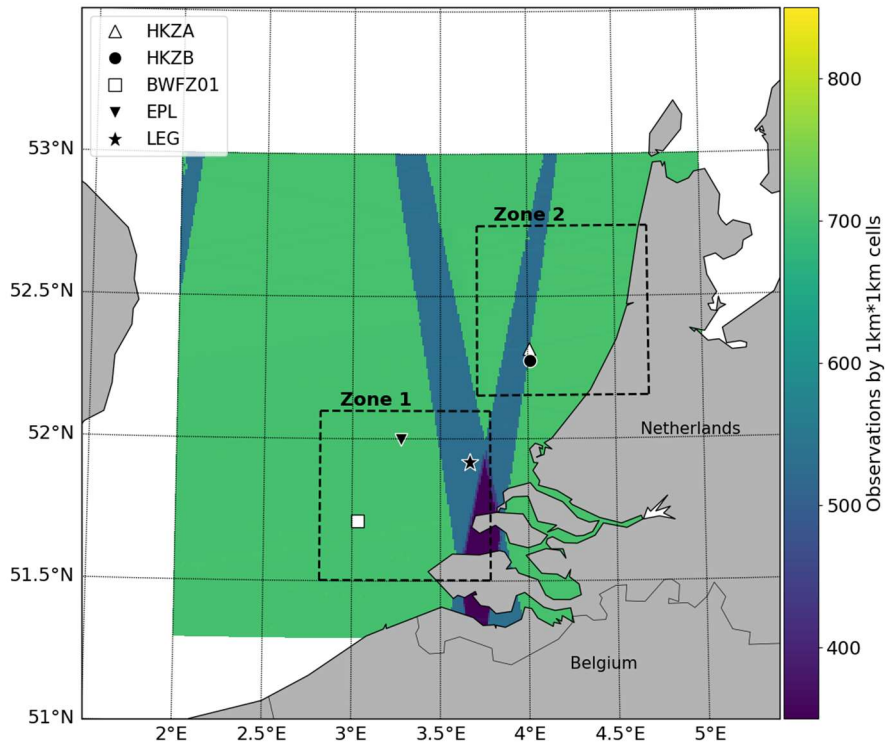 HKZA
HKZB
BWFZ01
EPL
LEG
53°N
52.5°N
52°N
51.5°N
51°N
2°E
2.5°E
3°E
3.5°E
4°E
4.5°E
5°E
Zone 2
Zone 1
Netherlands
Belgium
800
700
600
500
400
Observations by 1km*1km cells